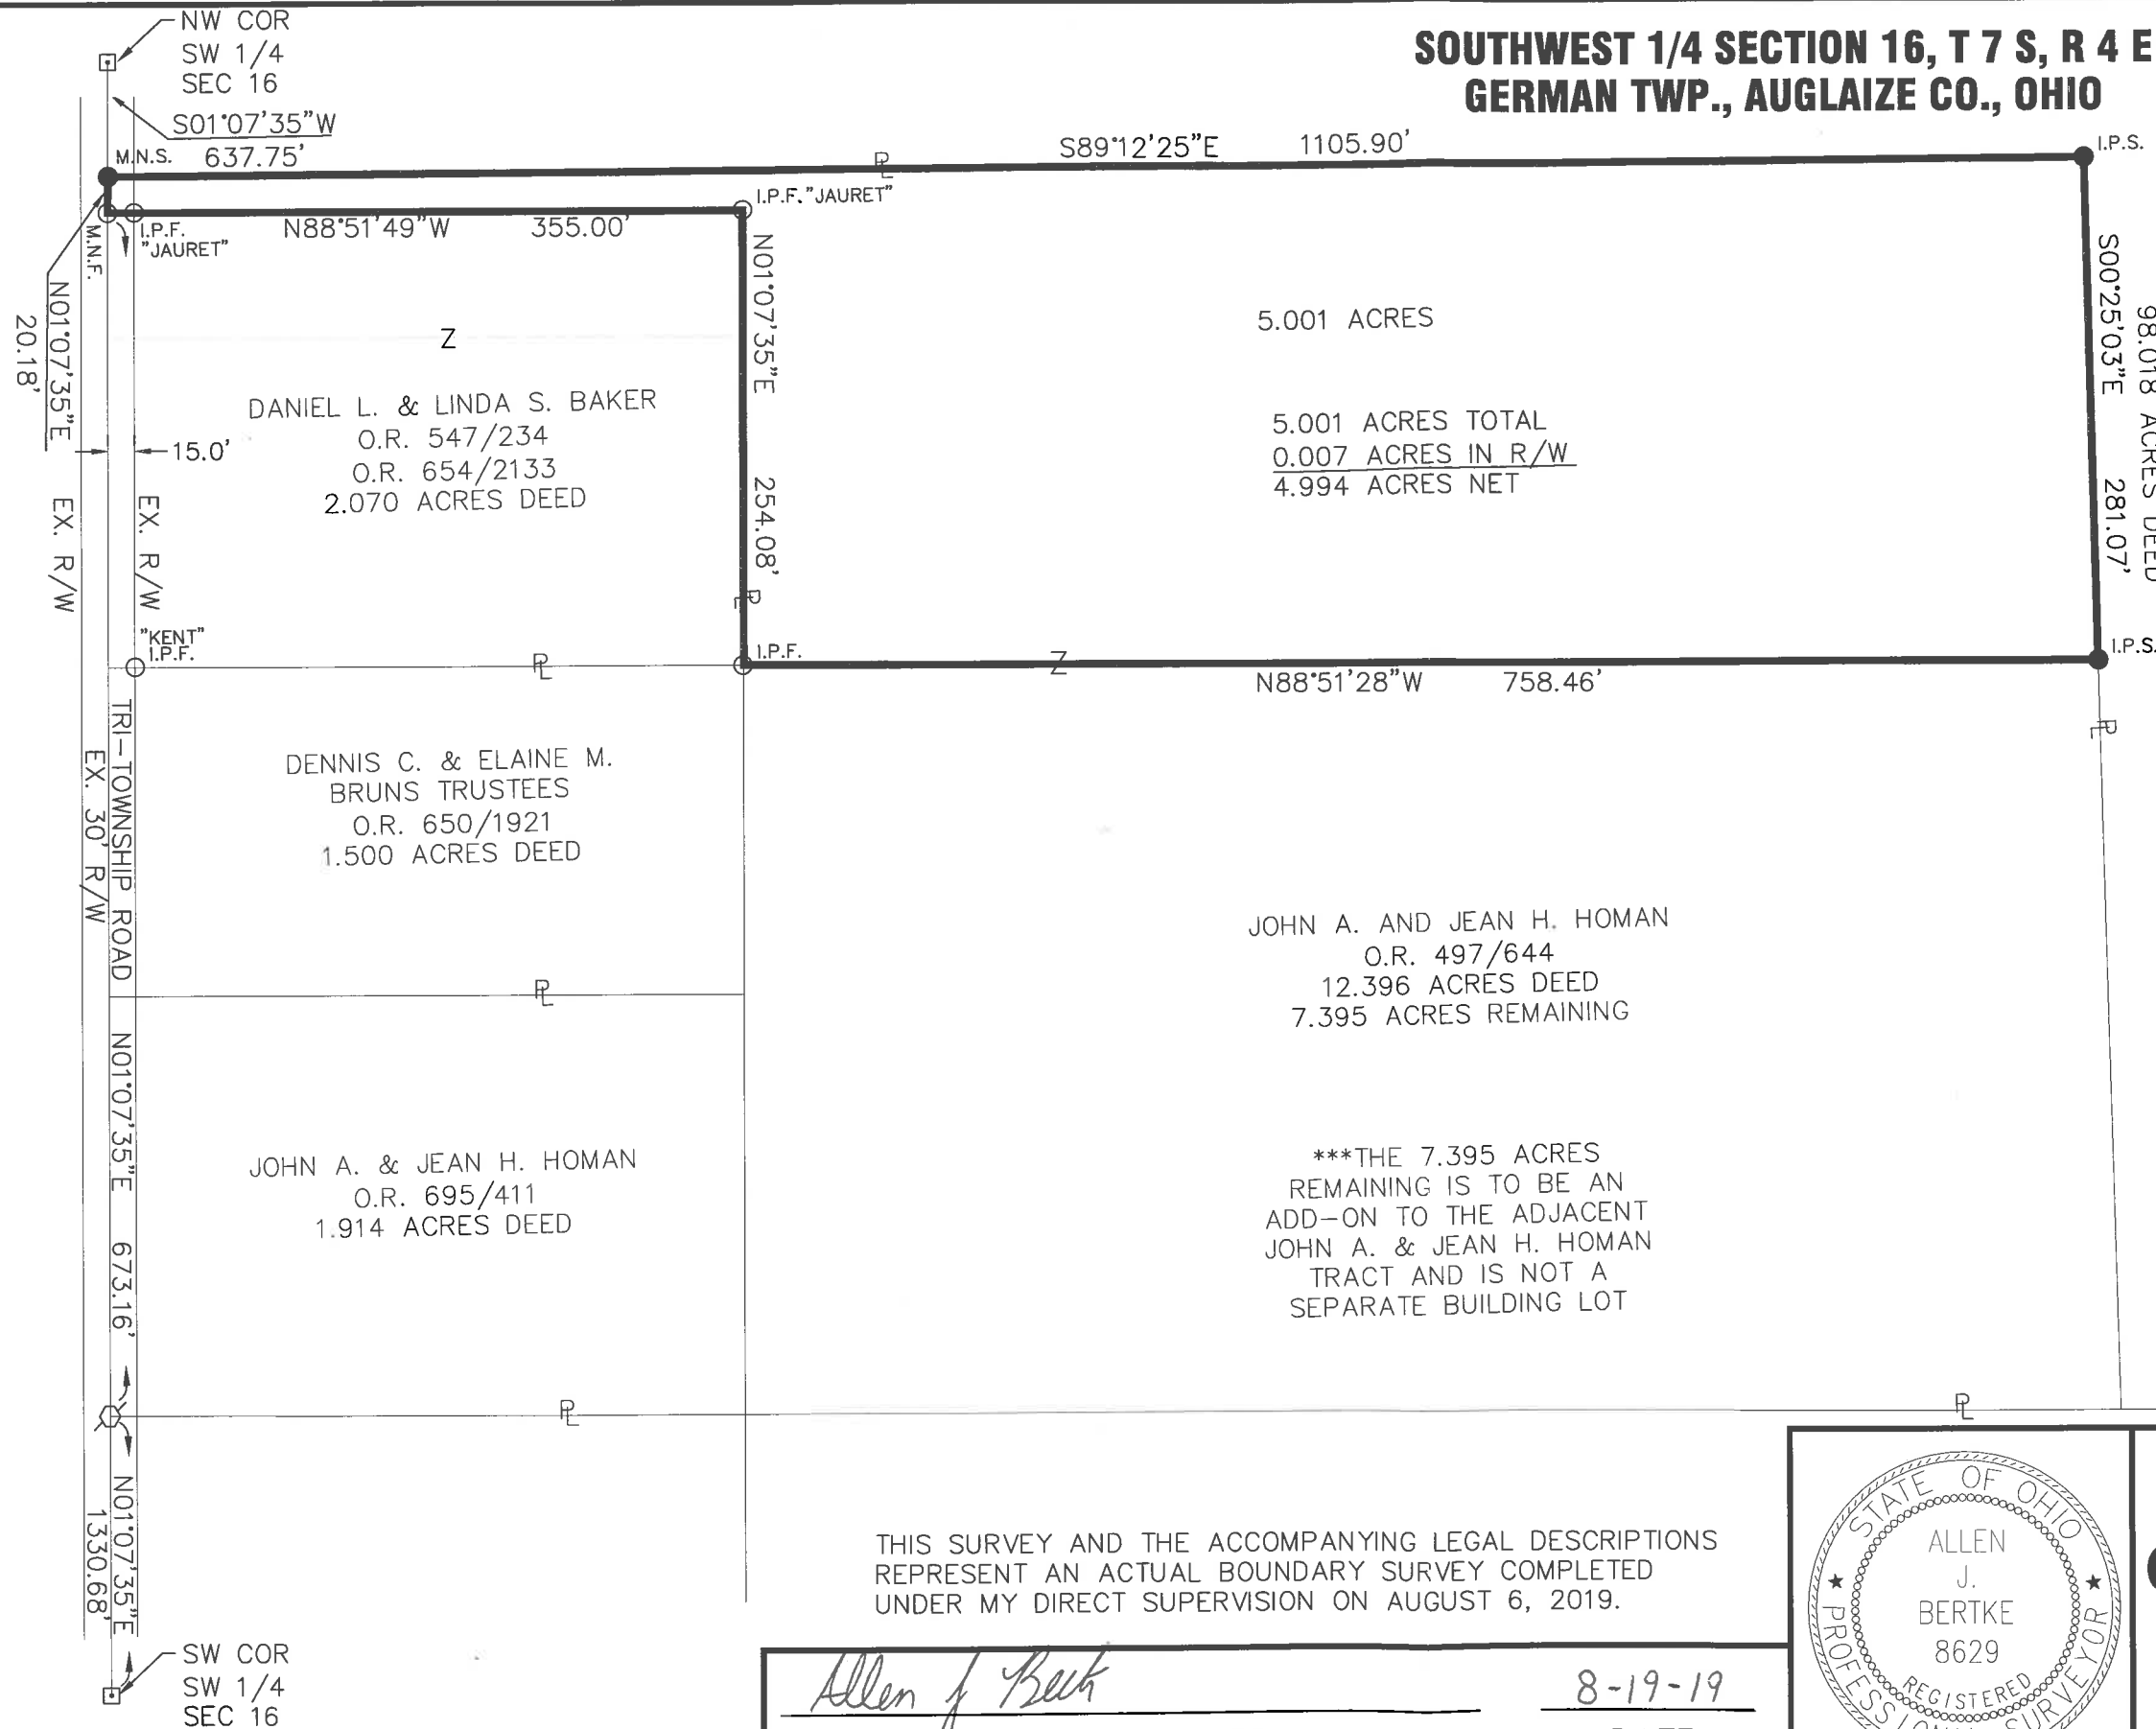 NW COR
SW 1/4
SEC 16
SOUTHWEST 1/4 SECTION 16, T 7 S, R 4 E
GERMAN TWP., AUGLAIZE CO., OHIO
S01°07'35"W
637.75'
M.N.S.
S89°12'25"E 1105.90'
I.P.S.
I.P.F. "JAURET"
I.P.F.
"JAURET"
N88°51'49"W 355.00'
M.N.F.
N01°07'35"E
20.18'
N01°07'35"E 254.08'
S00°25'03"E 281.07'
98.018 ACRES DEED
5.001 ACRES
5.001 ACRES TOTAL
0.007 ACRES IN R/W
4.994 ACRES NET
Z
DANIEL L. & LINDA S. BAKER
O.R. 547/234
O.R. 654/2133
2.070 ACRES DEED
15.0'
EX. R/W
EX. R/W
PL
PL
"KENT"
I.P.F.
PL
I.P.F.
Z
N88°51'28"W 758.46'
I.P.S.
PL
DENNIS C. & ELAINE M.
BRUNS TRUSTEES
O.R. 650/1921
1.500 ACRES DEED
TRI-TOWNSHIP ROAD
EX. 30' R/W
PL
JOHN A. AND JEAN H. HOMAN
O.R. 497/644
12.396 ACRES DEED
7.395 ACRES REMAINING
N01°07'35"E 673.16'
JOHN A. & JEAN H. HOMAN
O.R. 695/411
1.914 ACRES DEED
***THE 7.395 ACRES
REMAINING IS TO BE AN
ADD-ON TO THE ADJACENT
JOHN A. & JEAN H. HOMAN
TRACT AND IS NOT A
SEPARATE BUILDING LOT
PL
PL
N01°07'35"E
1330.68'
SW COR
SW 1/4
SEC 16
THIS SURVEY AND THE ACCOMPANYING LEGAL DESCRIPTIONS
REPRESENT AN ACTUAL BOUNDARY SURVEY COMPLETED
UNDER MY DIRECT SUPERVISION ON AUGUST 6, 2019.
Allen J
8-19-19
STATE OF OHIO
ALLEN
J.
BERTKE
8629
REGISTERED
PROFESSIONAL SURVEYOR